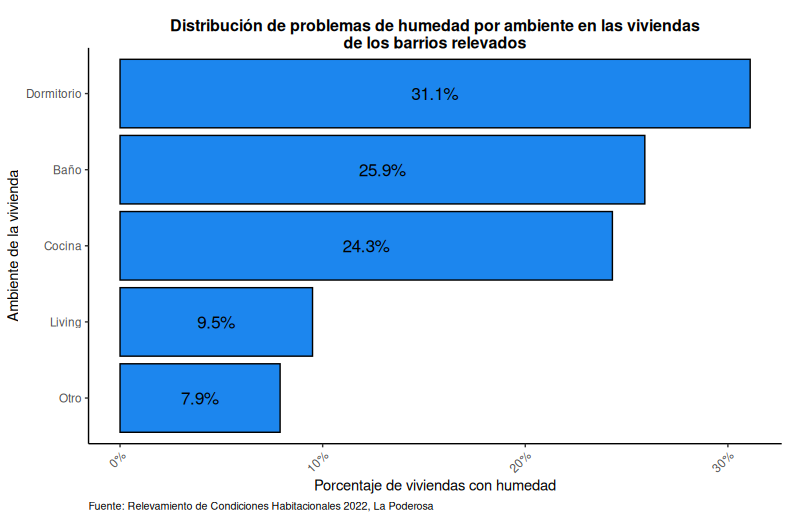 Distribución de problemas de humedad por ambiente en las viviendas
de los barrios relevados
Ambiente de la vivienda
Dormitorio
31.1%
Baño
25.9%
Cocina
24.3%
Living
9.5%
Otro
7.9%
0%
10%
20%
30%
Porcentaje de viviendas con humedad
Fuente: Relevamiento de Condiciones Habitacionales 2022, La Poderosa